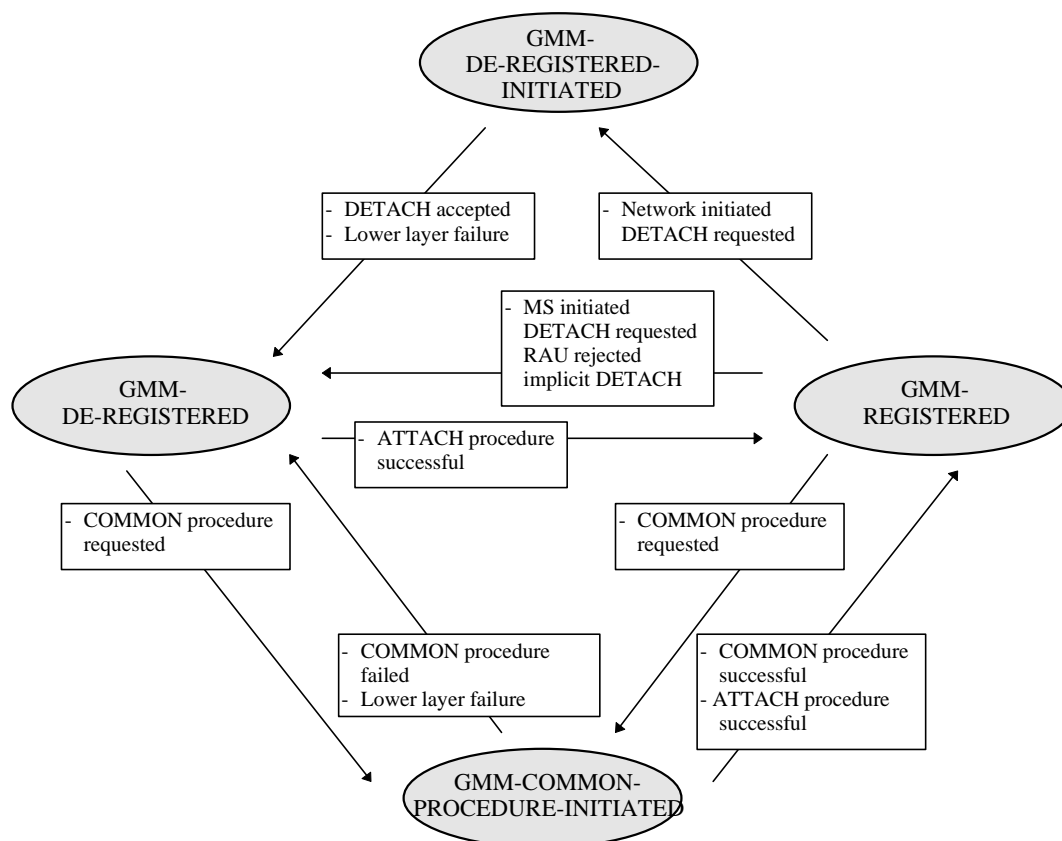 GMM-
DE-REGISTERED-
INITIATED
- DETACH accepted
- Lower layer failure
- Network initiated
DETACH requested
- MS initiated
DETACH requested
RAU rejected
implicit DETACH
GMM-
DE-REGISTERED
GMM-
REGISTERED
- ATTACH procedure
successful
- COMMON procedure
requested
- COMMON procedure
requested
- COMMON procedure
failed
- Lower layer failure
- COMMON procedure
successful
- ATTACH procedure
successful
GMM-COMMON-
PROCEDURE-INITIATED